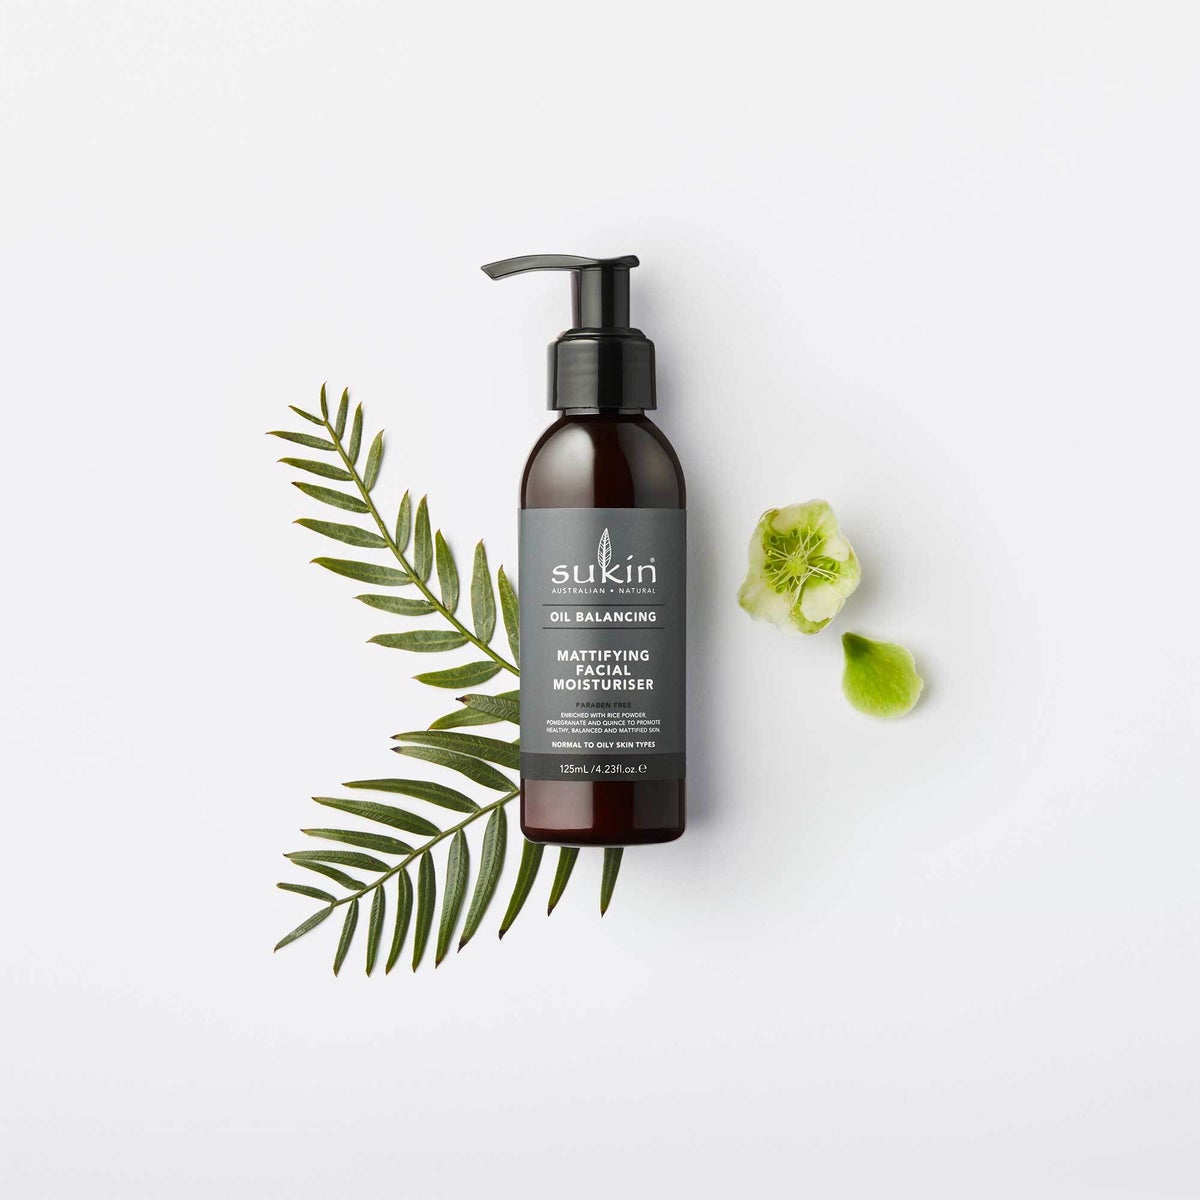 sukin®
AUSTRALIAN • NATURAL
OIL BALANCING
MATTIFYING
FACIAL
MOISTURISER
PARABEN FREE
ENRICHED WITH RICE POWDER,
POMEGRANATE AND QUINCE TO PROMOTE
HEALTHY, BALANCED AND MATTIFIED SKIN.
NORMAL TO OILY SKIN TYPES
125mL /4.23fl.oz.℮